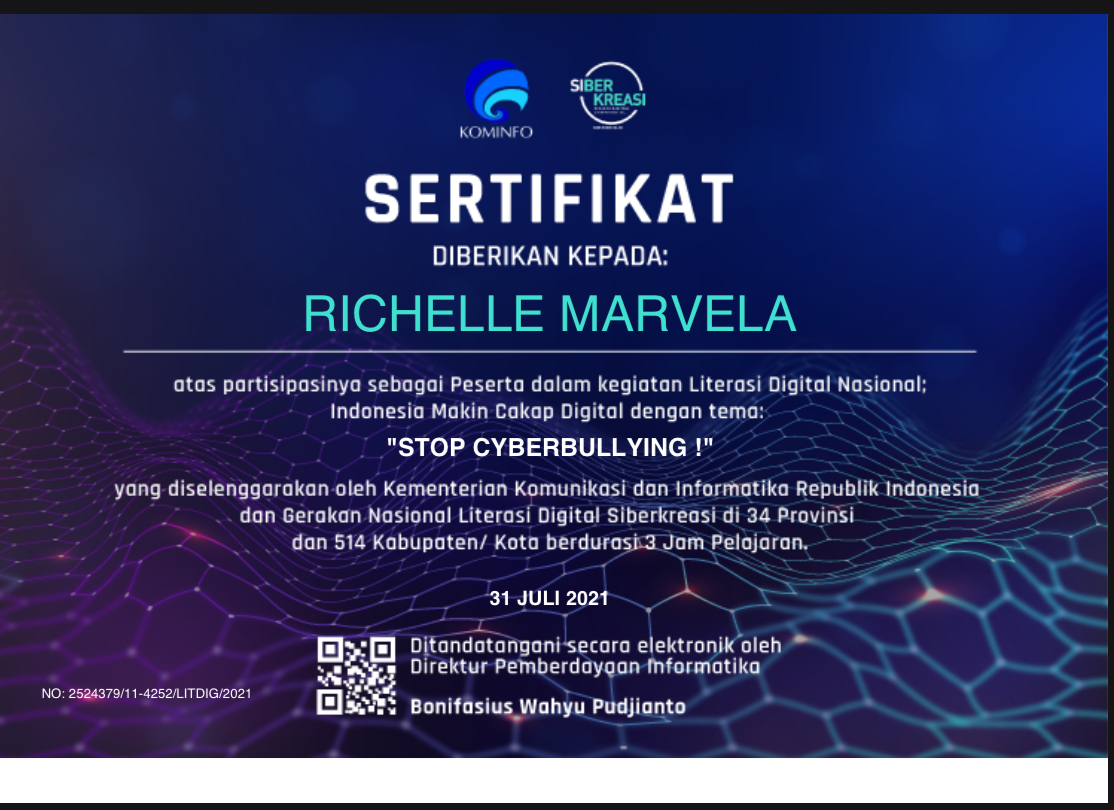 KOMINFO
SIBER
KREASI
SERTIFIKAT
DIBERIKAN KEPADA:
RICHELLE MARVELA
atas partisipasinya sebagai Peserta dalam kegiatan Literasi Digital Nasional;
Indonesia Makin Cakap Digital dengan tema:
"STOP CYBERBULLYING !"
yang diselenggarakan oleh Kementerian Komunikasi dan Informatika Republik Indonesia
dan Gerakan Nasional Literasi Digital Siberkreasi di 34 Provinsi
dan 514 Kabupaten/ Kota berdurasi 3 Jam Pelajaran.
31 JULI 2021
Ditandatangani secara elektronik oleh
Direktur Pemberdayaan Informatika
Bonifasius Wahyu Pudjianto
NO: 2524379/11-4252/LITDIG/2021